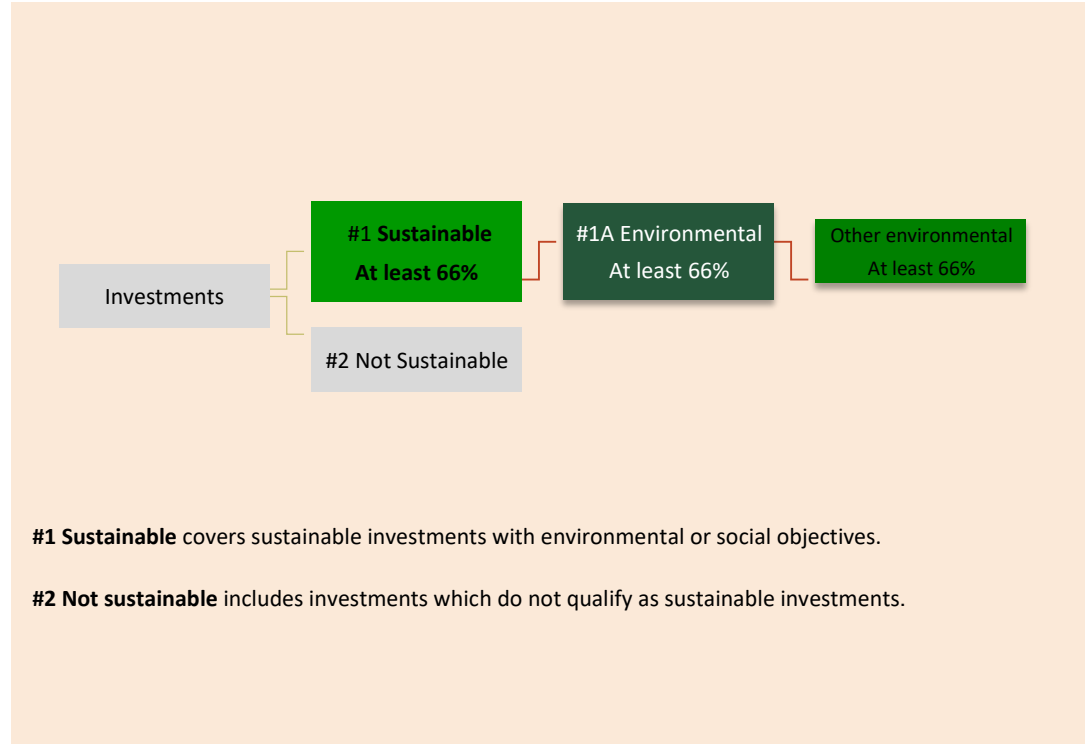 #1 Sustainable
At least 66%
#1A Environmental
At least 66%
Other environmental
At least 66%
Investments
#2 Not Sustainable
#1 Sustainable covers sustainable investments with environmental or social objectives.
#2 Not sustainable includes investments which do not qualify as sustainable investments.